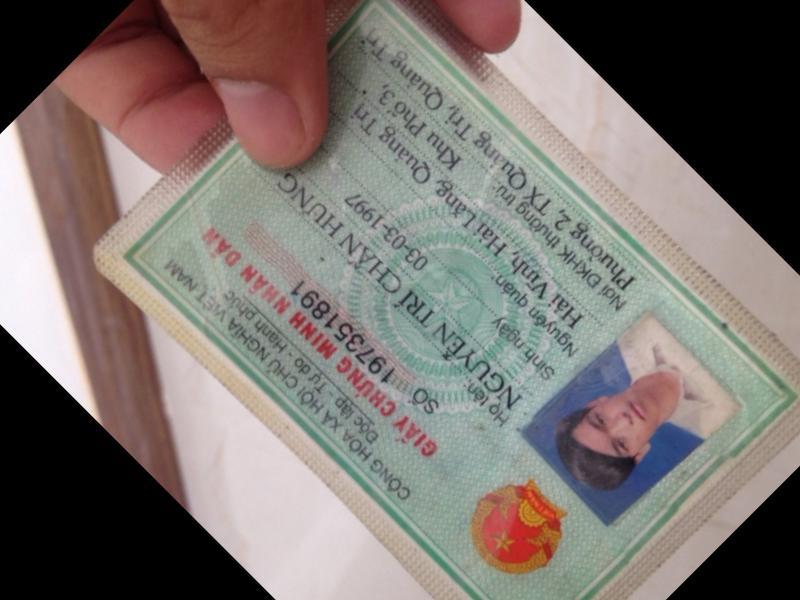 CỘNG HÒA XÃ HỘI CHỦ NGHĨA VIỆT NAM
Độc lập - Tự do - Hạnh phúc
GIẤY CHỨNG MINH NHÂN DÂN
SỐ 197351891
Họ tên: NGUYỄN TRÍ CHẤN HƯNG
Sinh ngày 03-03-1997
Nguyên quán Hải Vĩnh, Hải Lăng, Quảng Trị
Nơi ĐKHK thường trú: Khu Phố 3,
Phường 2, TX Quảng Trị, Quảng Trị